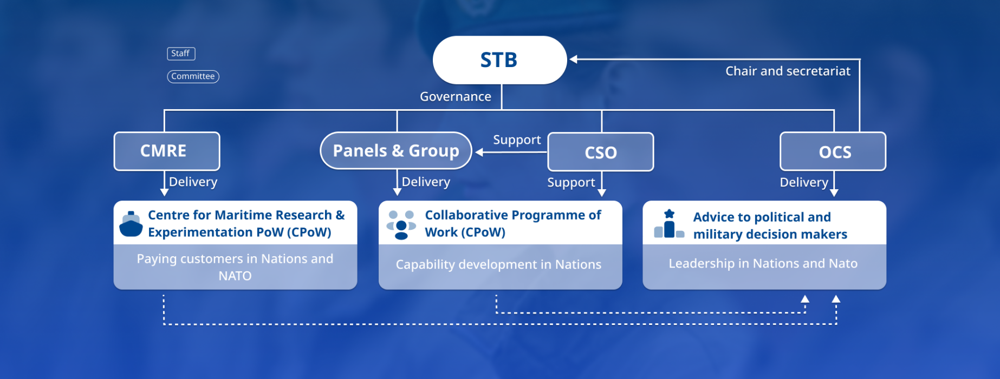 STB
Staff
Chair and secretariat
Committee
Governance
CMRE
Panels & Group
Support
CSO
OCS
Delivery
Delivery
Support
Delivery
Centre for Maritime Research &
Experimentation PoW (CPoW)
Paying customers in Nations and
NATO
Collaborative Programme of
Work (CPoW)
Capability development in Nations
Advice to political and
military decision makers
Leadership in Nations and Nato